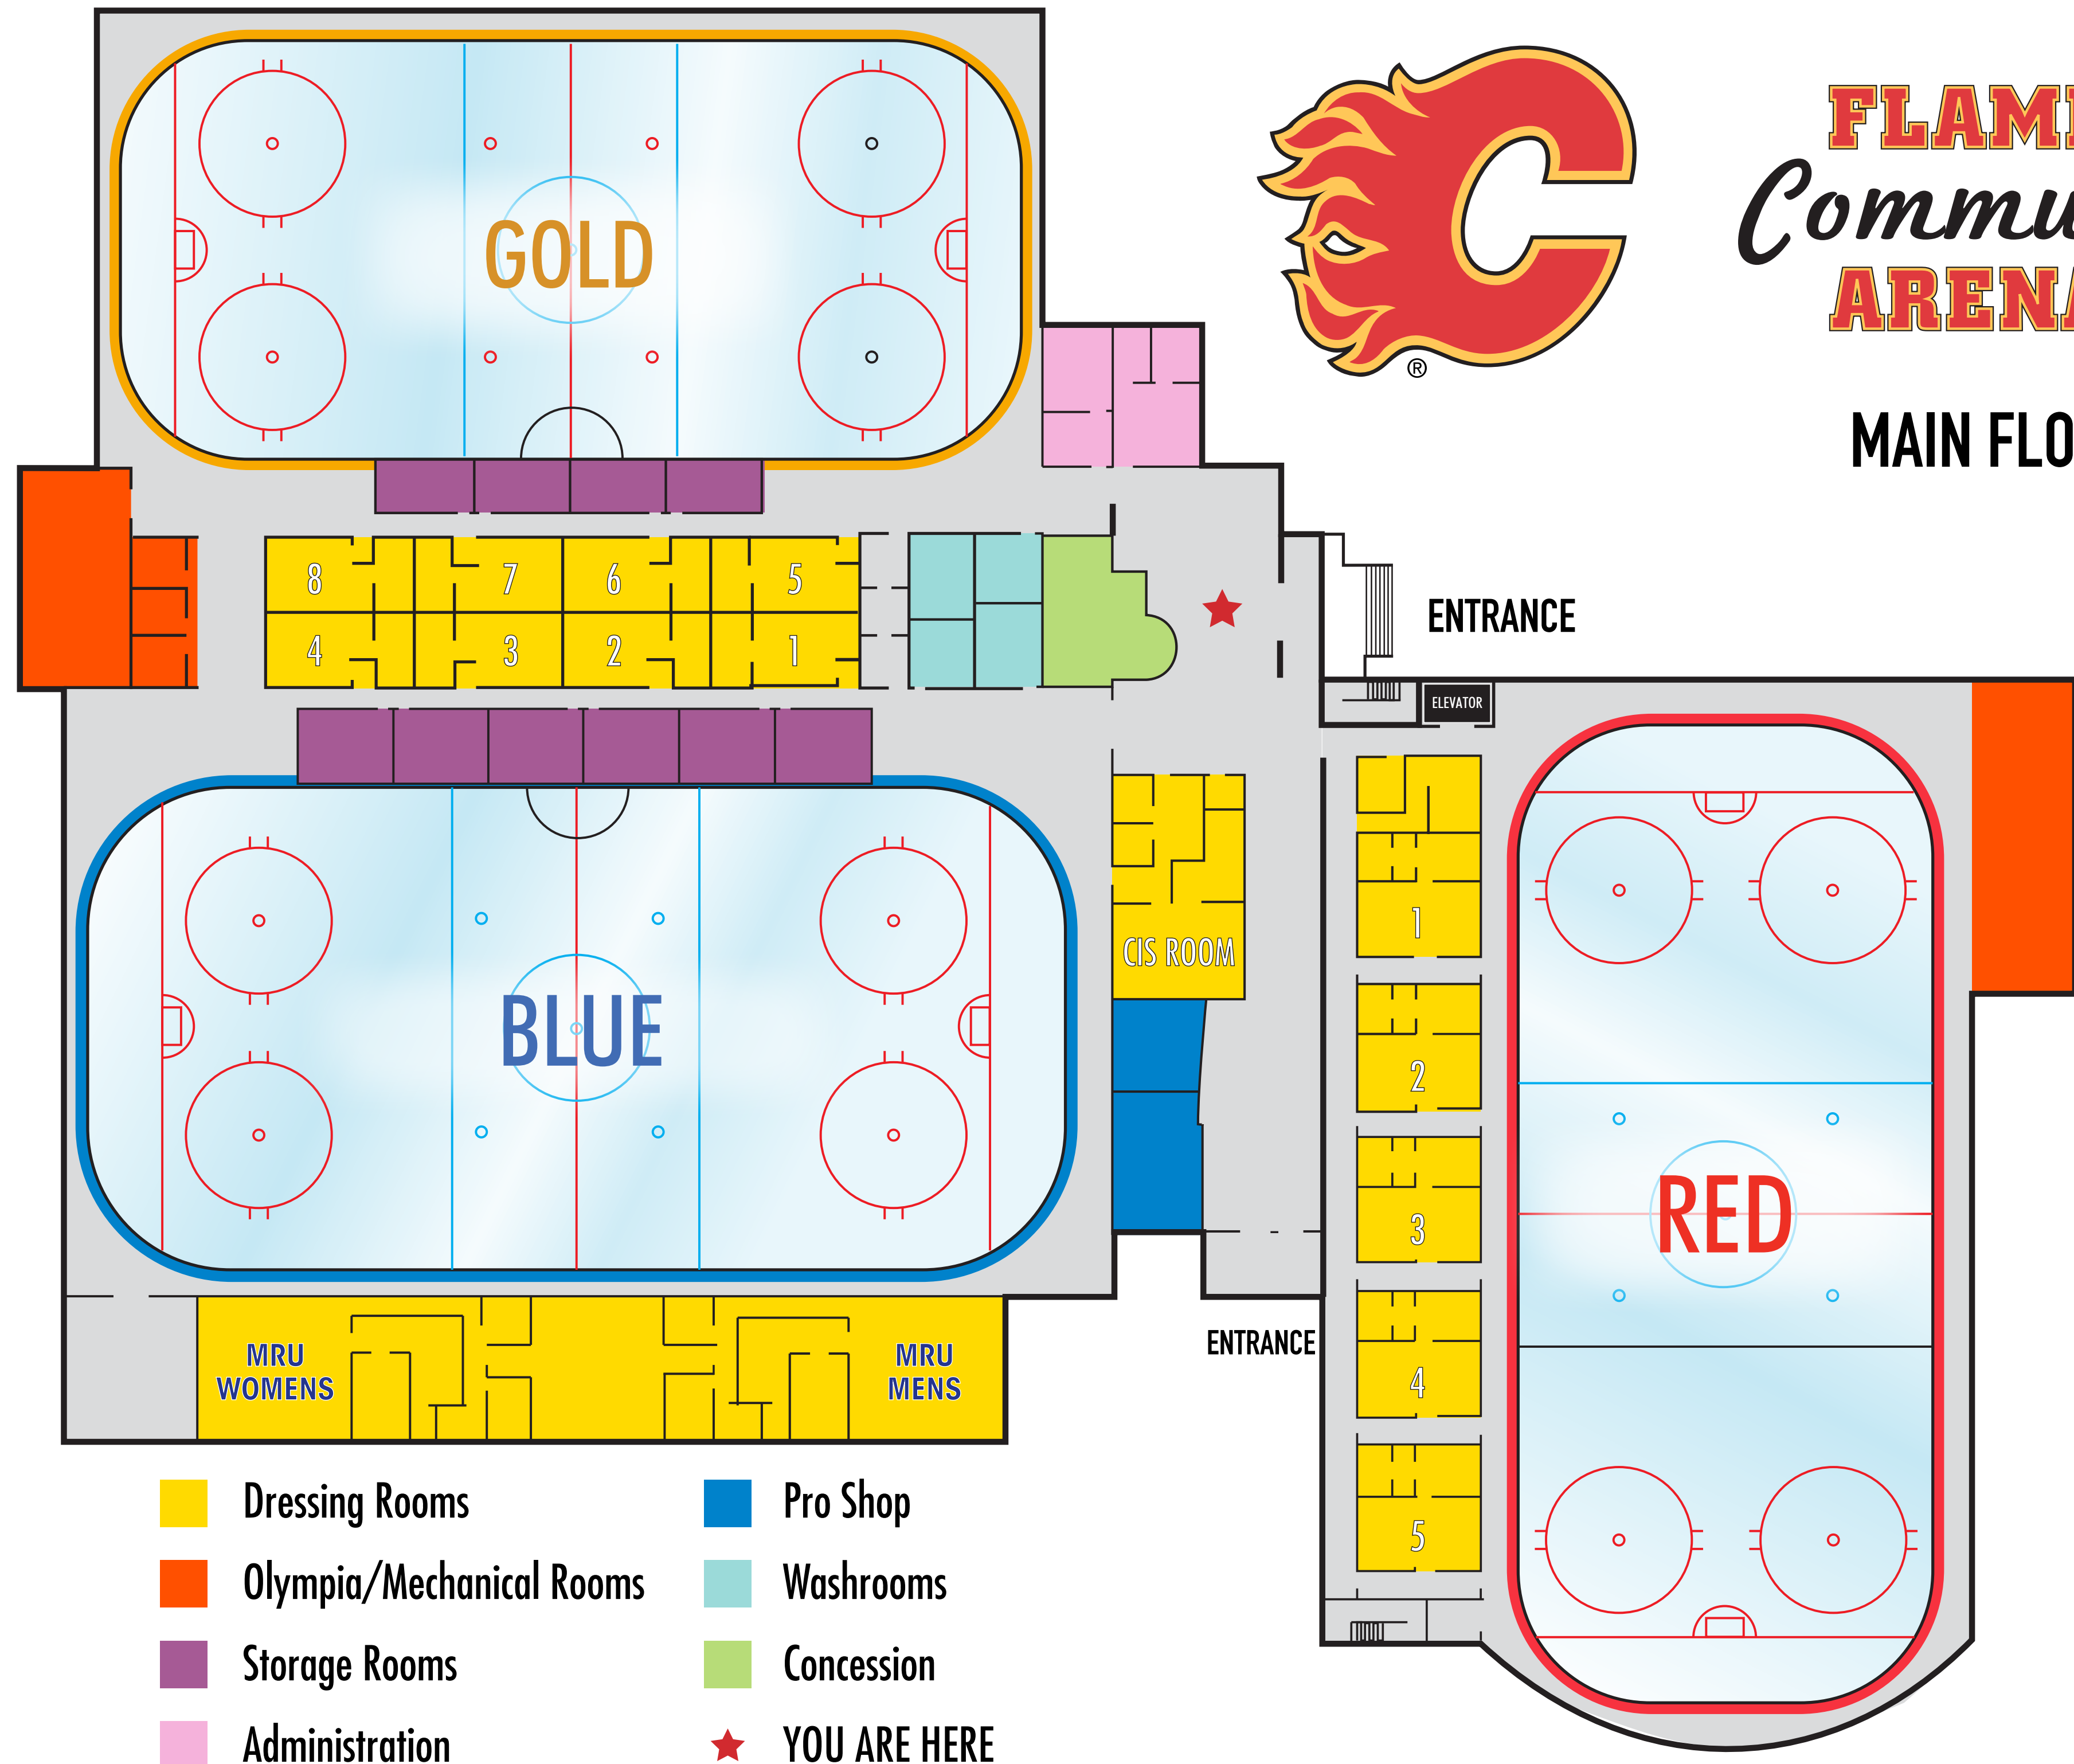 GOLD
FLAM
Commu
ARENA
®
MAIN FLO
8
7
6
5
4
3
2
1
ENTRANCE
ELEVATOR
CIS ROOM
1
2
3
4
5
BLUE
RED
ENTRANCE
MRU
WOMENS
MRU
MENS
Dressing Rooms
Pro Shop
Olympia/Mechanical Rooms
Washrooms
Storage Rooms
Concession
Administration
YOU ARE HERE